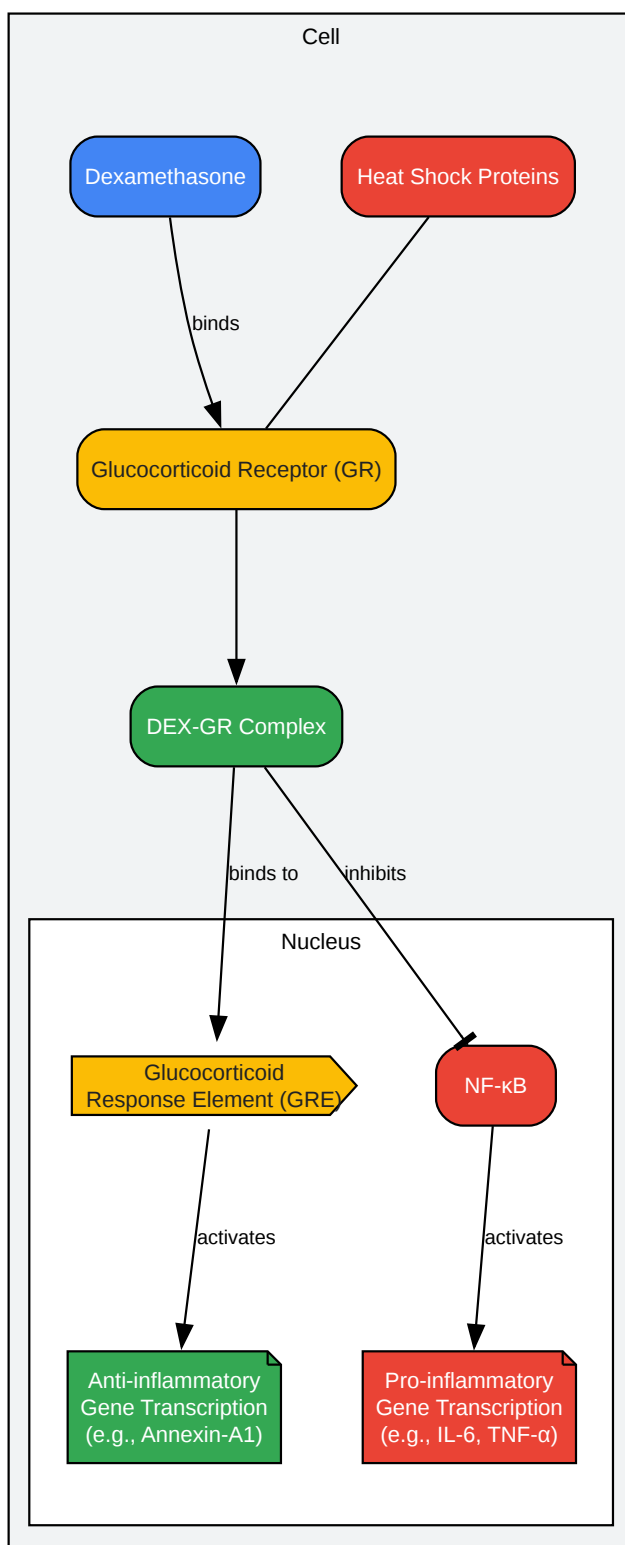 Cell
Dexamethasone
Heat Shock Proteins
binds
Glucocorticoid Receptor (GR)
DEX-GR Complex
binds to
inhibits
Nucleus
Glucocorticoid
Response Element (GRE)
NF-κB
activates
activates
Anti-inflammatory
Gene Transcription
(e.g., Annexin-A1)
Pro-inflammatory
Gene Transcription
(e.g., IL-6, TNF-α)